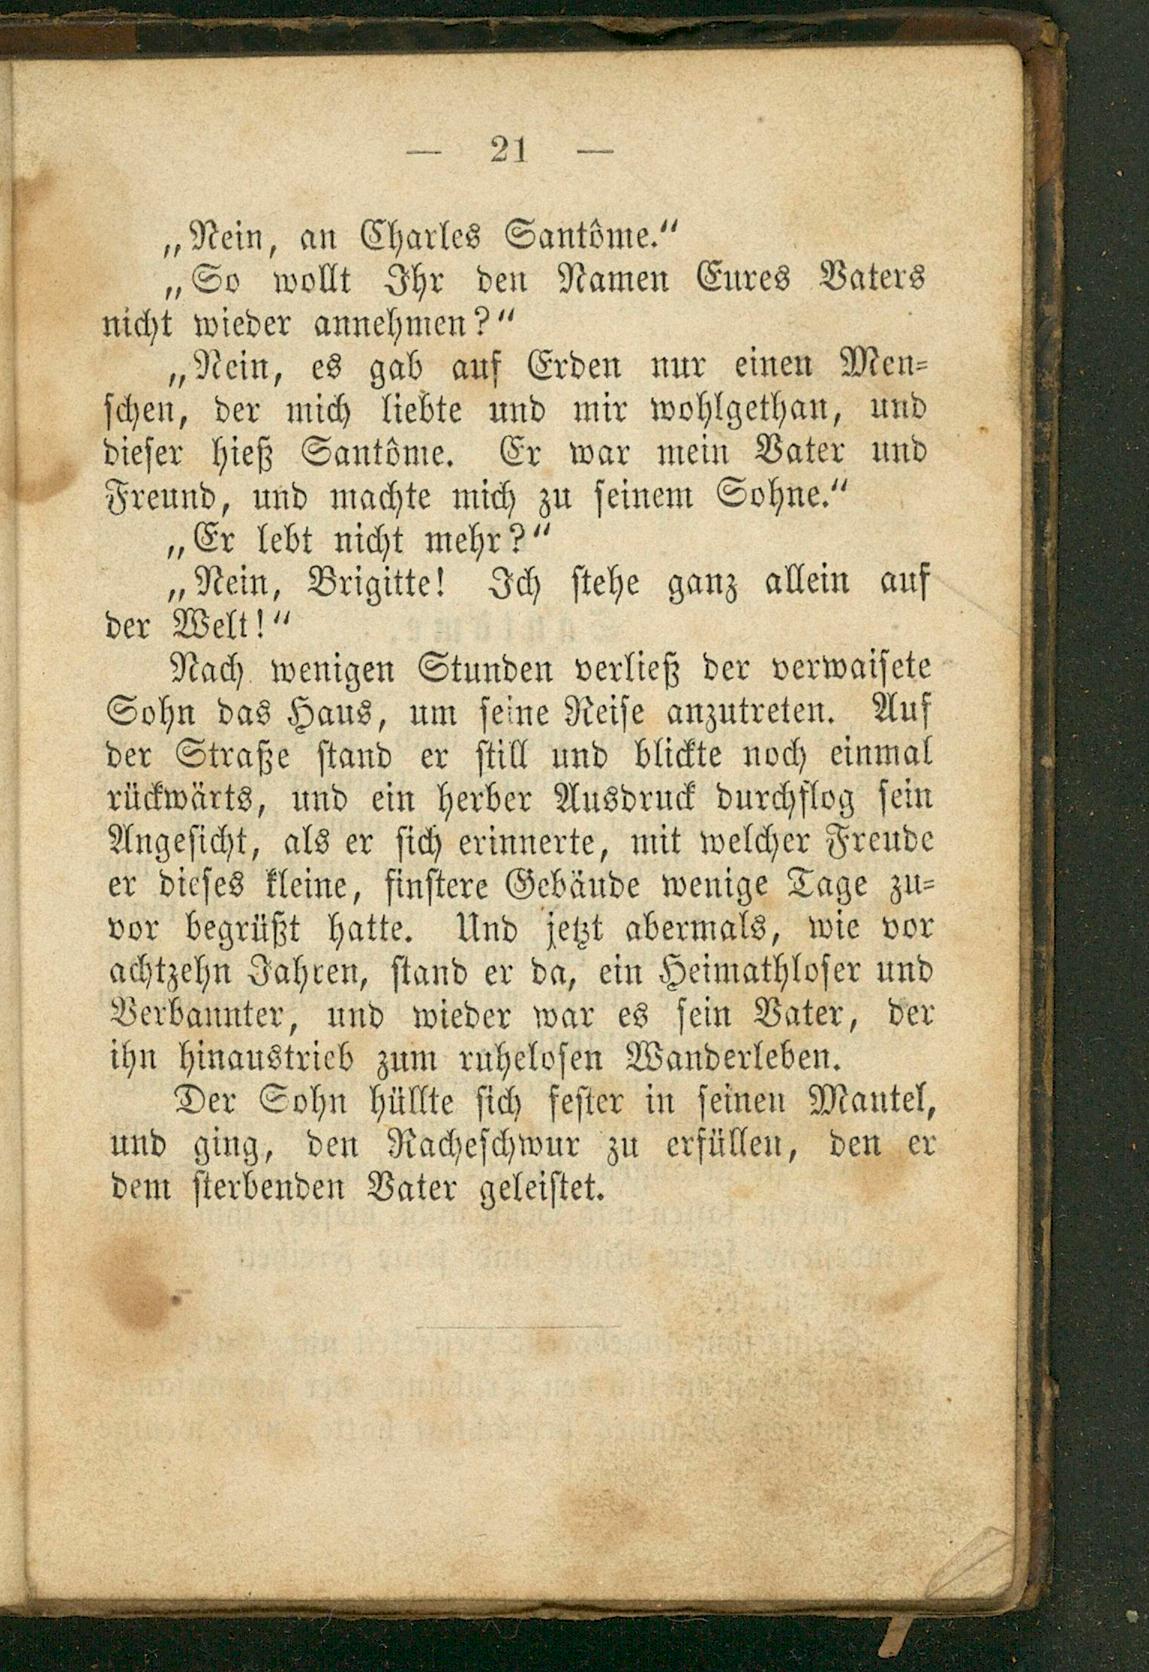 — 21 —
„Nein, an Charles Santôme.“
„So wollt Ihr den Namen Eures Vaters
nicht wieder annehmen?“
„Nein, es gab auf Erden nur einen Men-
schen, der mich liebte und mir wohlgethan, und
dieser hieß Santôme. Er war mein Vater und
Freund, und machte mich zu seinem Sohne.“
„Er lebt nicht mehr?“
„Nein, Brigitte! Ich stehe ganz allein auf
der Welt!“
Nach wenigen Stunden verließ der verwaisete
Sohn das Haus, um seine Reise anzutreten. Auf
der Straße stand er still und blickte noch einmal
rückwärts, und ein herber Ausdruck durchflog sein
Angesicht, als er sich erinnerte, mit welcher Freude
er dieses kleine, finstere Gebäude wenige Tage zu-
vor begrüßt hatte. Und jetzt abermals, wie vor
achtzehn Jahren, stand er da, ein Heimathloser und
Verbannter, und wieder war es sein Vater, der
ihn hinaustrieb zum ruhelosen Wanderleben.
Der Sohn hüllte sich fester in seinen Mantel,
und ging, den Racheschwur zu erfüllen, den er
dem sterbenden Vater geleistet.